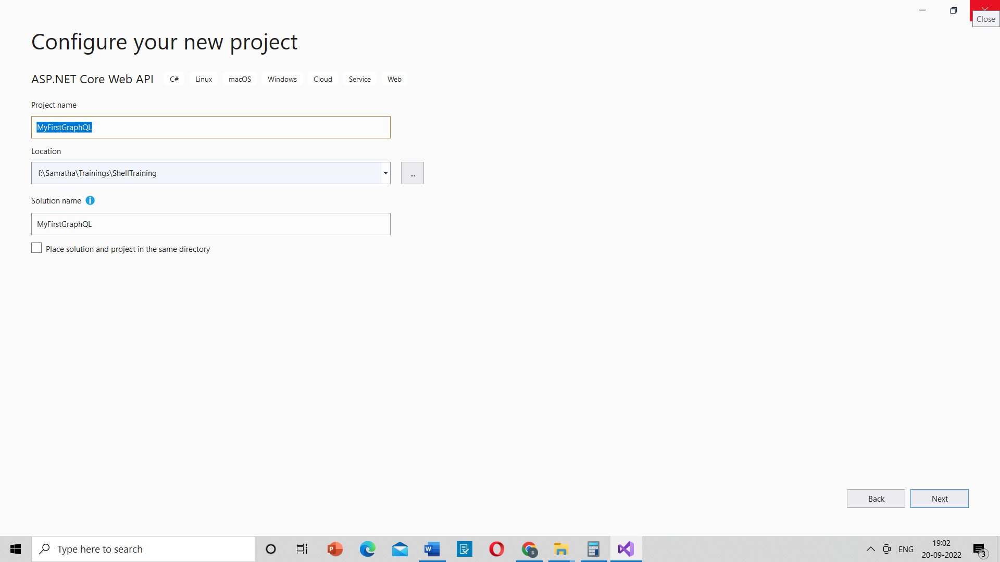 Close
Configure your new project
ASP.NET Core Web API C# Linux macOS Windows Cloud Service Web
Project name
MyFirstGraphQL
Location
f:\Samatha\Trainings\ShellTraining
...
Solution name
MyFirstGraphQL
Place solution and project in the same directory
Back Next
Type here to search
ENG
19:02
20-09-2022
3